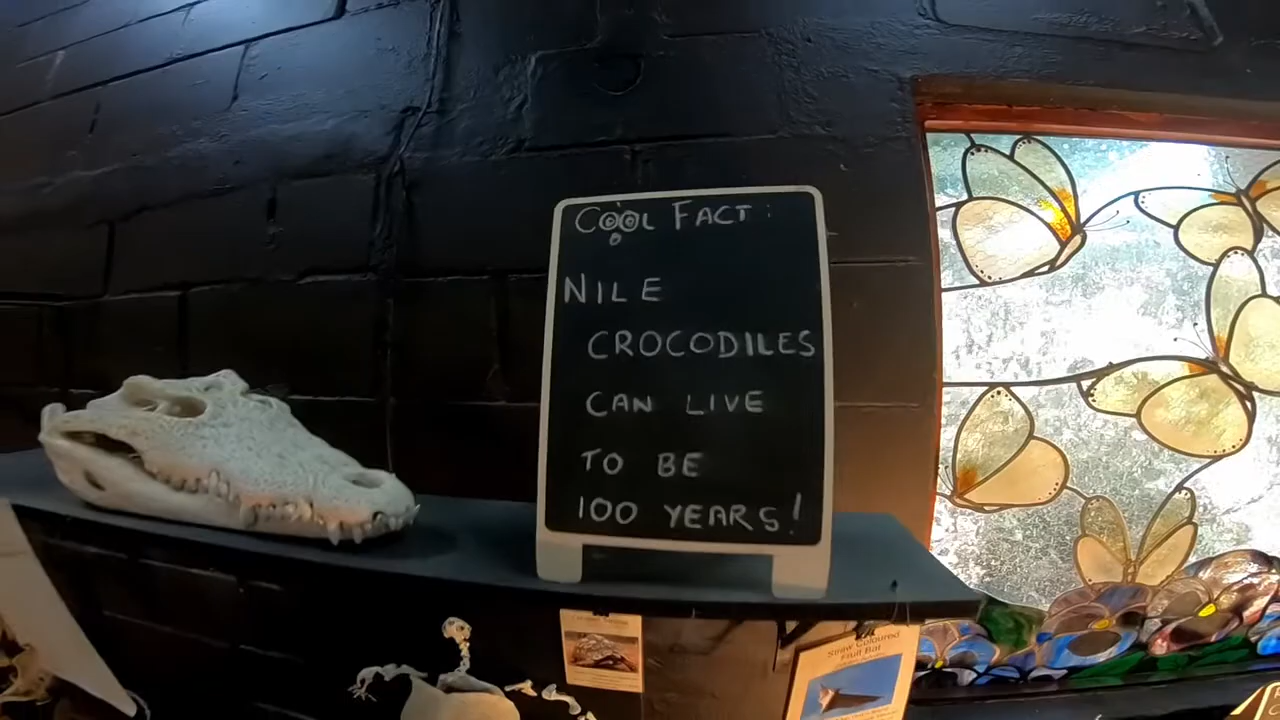 COOL FACT:
NILE
CROCODILES
CAN LIVE
TO BE
100 YEARS!
Straw Coloured
Fruit Bat